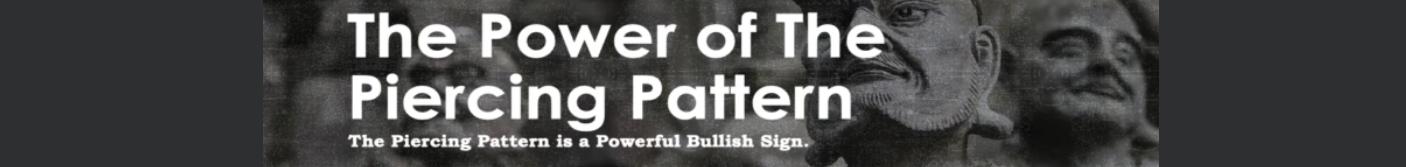 The Power of The
Piercing Pattern
The Piercing Pattern is a Powerful Bullish Sign.